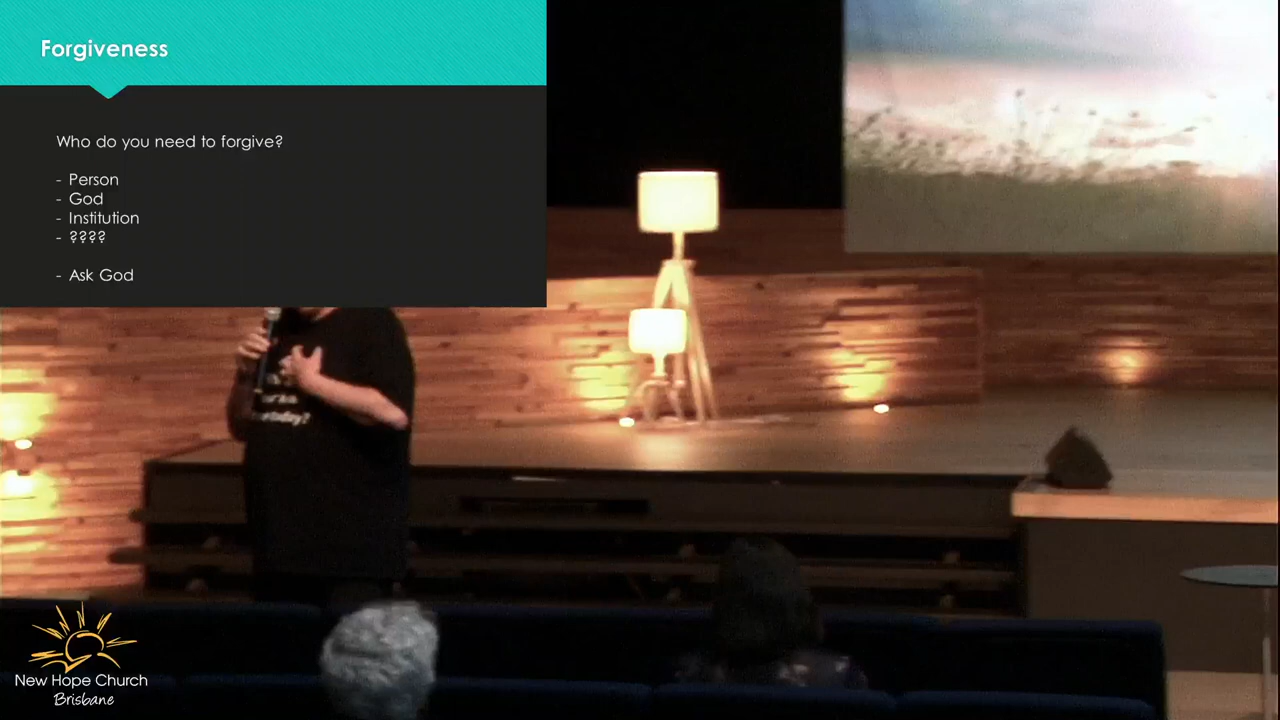 Forgiveness
Who do you need to forgive?
- Person
- God
- Institution
- ????
- Ask God
New Hope Church
Brisbane